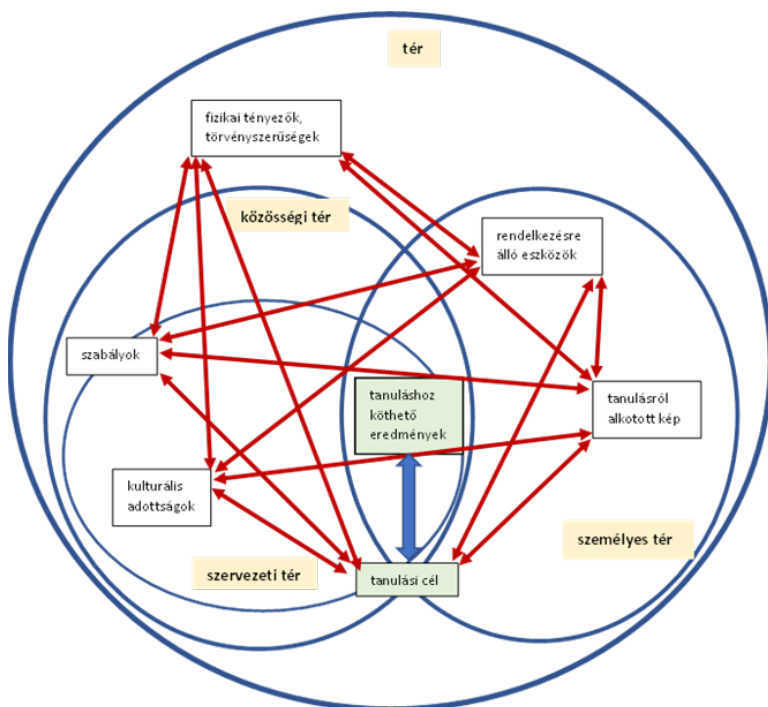 tér
fizikai tényezők,
törvényszerűségek
közösségi tér
rendelkezésre
álló eszközök
szabályok
tanuláshoz
köthető
eredmények
tanulásról
alkotott kép
kulturális
adottságok
személyes tér
szervezeti tér
tanulási cél